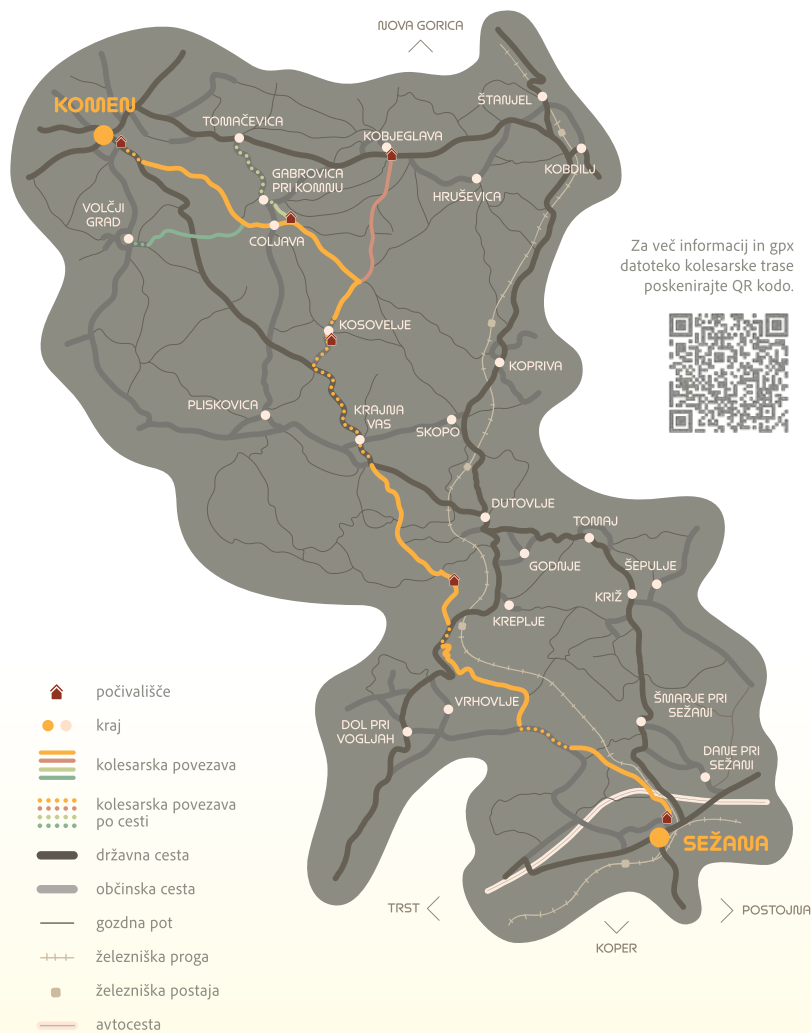 NOVA GORICA
ŠTANJEL
KOMEN
TOMAČEVICA
KOBJEGLAVA
KOBDILJ
GABROVICA
PRI KOMNU
HRUŠEVICA
VOLČJI
GRAD
COLJAVA
Za več informacij in gpx
datoteko kolesarske trase
poskenirajte QR kodo.
KOSOVELJE
KOPRIVA
PLISKOVICA
KRAJNA
VAS
SKOPO
DUTOVLJE
TOMAJ
GODNJE
ŠEPULJE
KRIŽ
KREPLJE
počivališče
VRHOVLJE
ŠMARJE PRI
SEŽANI
kraj
DOL PRI
VOGLJAH
DANE PRI
SEŽANI
kolesarska povezava
kolesarska povezava
po cesti
SEŽANA
državna cesta
občinska cesta
TRST
POSTOJNA
gozdna pot
KOPER
železniška proga
železniška postaja
avtocesta